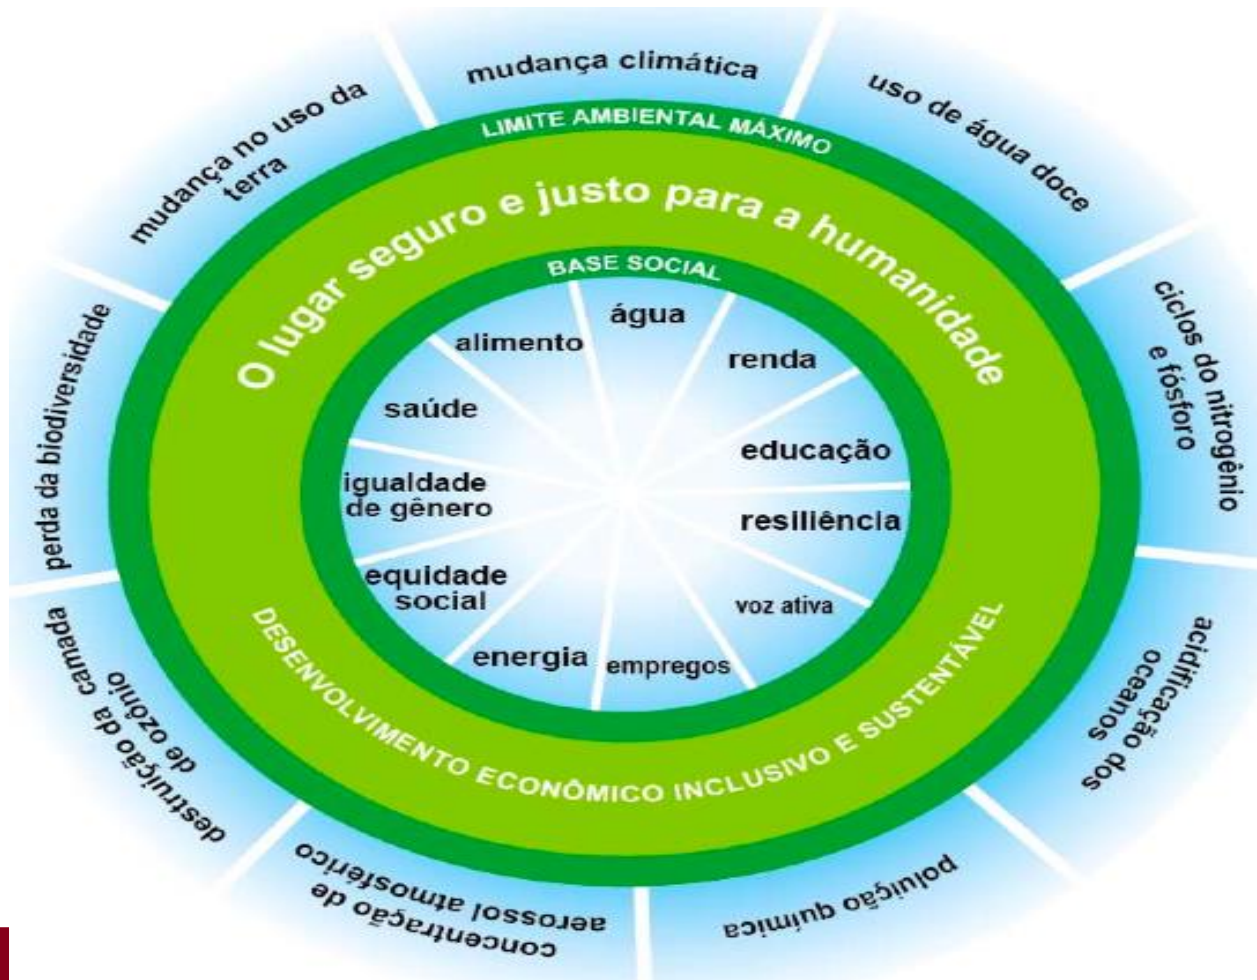 mudança climática
uso de água doce
ciclos do nitrogênio
e fósforo
acidificação dos
oceanos
poluição química
concentração de
aerossol atmosférico
destruição da camada
de ozônio
perda da biodiversidade
mudança no uso da
terra
LIMITE AMBIENTAL MÁXIMO
O lugar seguro e justo para a humanidade
BASE SOCIAL
água
renda
educação
resiliência
voz ativa
empregos
energia
equidade
social
igualdade
de gênero
saúde
alimento
DESENVOLVIMENTO ECONÔMICO INCLUSIVO E SUSTENTÁVEL